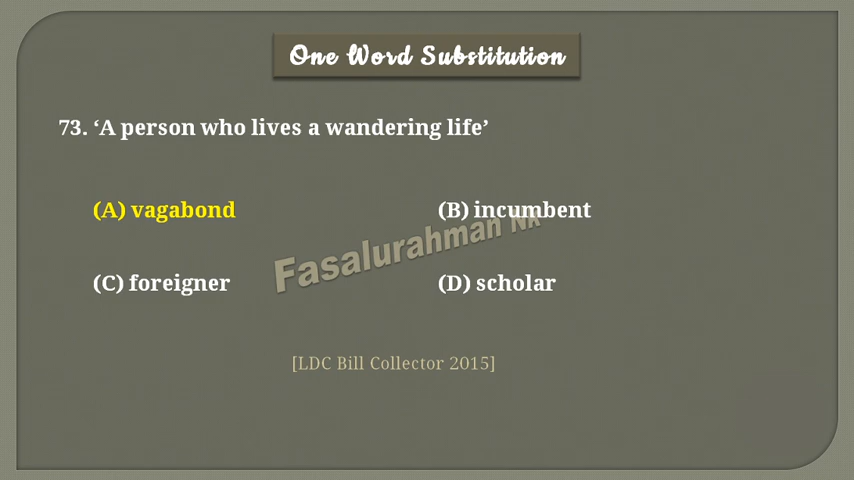 One Word Substitution
73. ‘A person who lives a wandering life’
(A) vagabond
(B) incumbent
(C) foreigner
(D) scholar
Fasalurahman Nk
[LDC Bill Collector 2015]